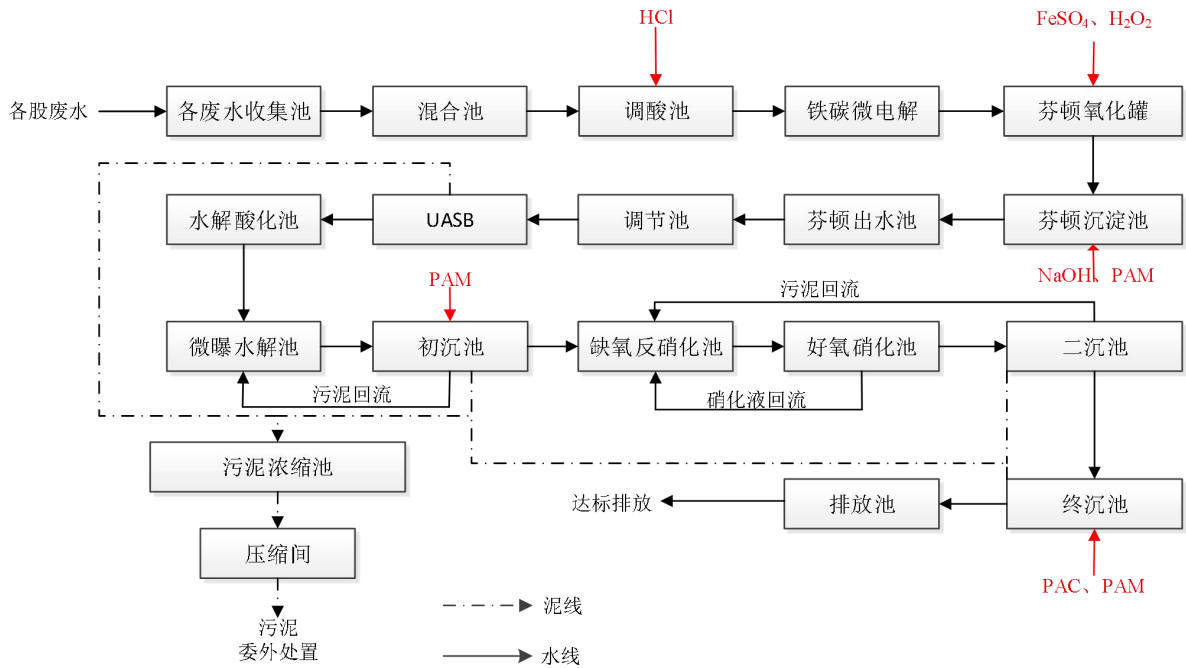 HCl
FeSO₄、H₂O₂
各股废水
各废水收集池
混合池
调酸池
铁碳微电解
芬顿氧化罐
水解酸化池
UASB
调节池
芬顿出水池
芬顿沉淀池
NaOH、PAM
PAM
污泥回流
微曝水解池
初沉池
缺氧反硝化池
好氧硝化池
二沉池
污泥回流
硝化液回流
污泥浓缩池
达标排放
排放池
终沉池
压缩间
PAC、PAM
泥线
污泥
委外处置
水线